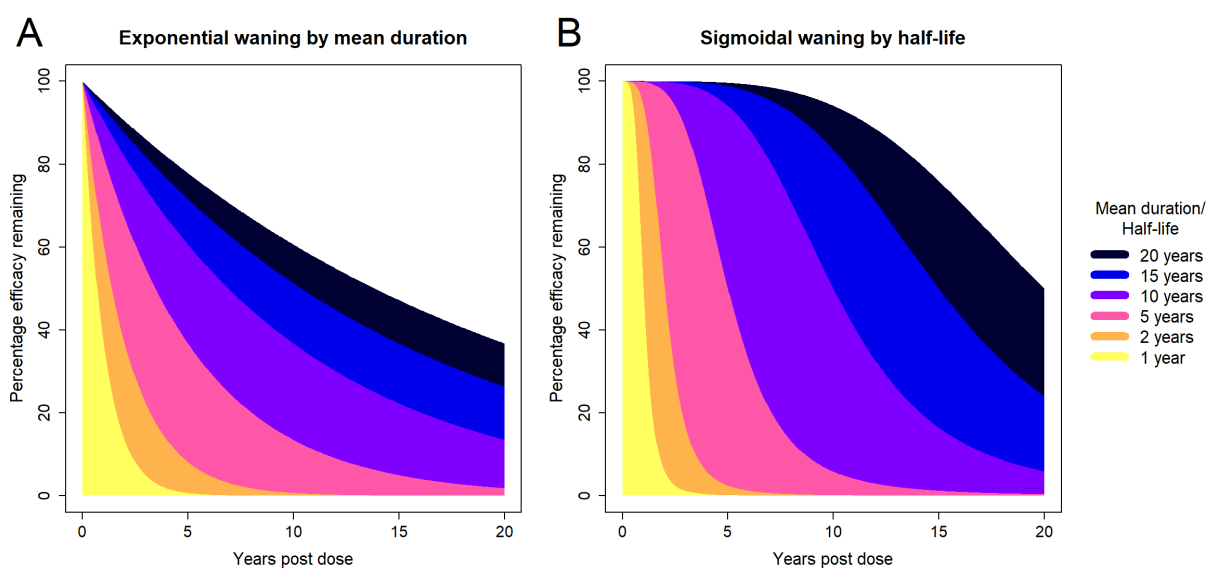 A
Exponential waning by mean duration
Percentage efficacy remaining
100
80
60
40
20
0
0
5
10
15
20
Years post dose
B
Sigmoidal waning by half-life
Percentage efficacy remaining
100
80
60
40
20
0
0
5
10
15
20
Years post dose
Mean duration/
Half-life
20 years
15 years
10 years
5 years
2 years
1 year